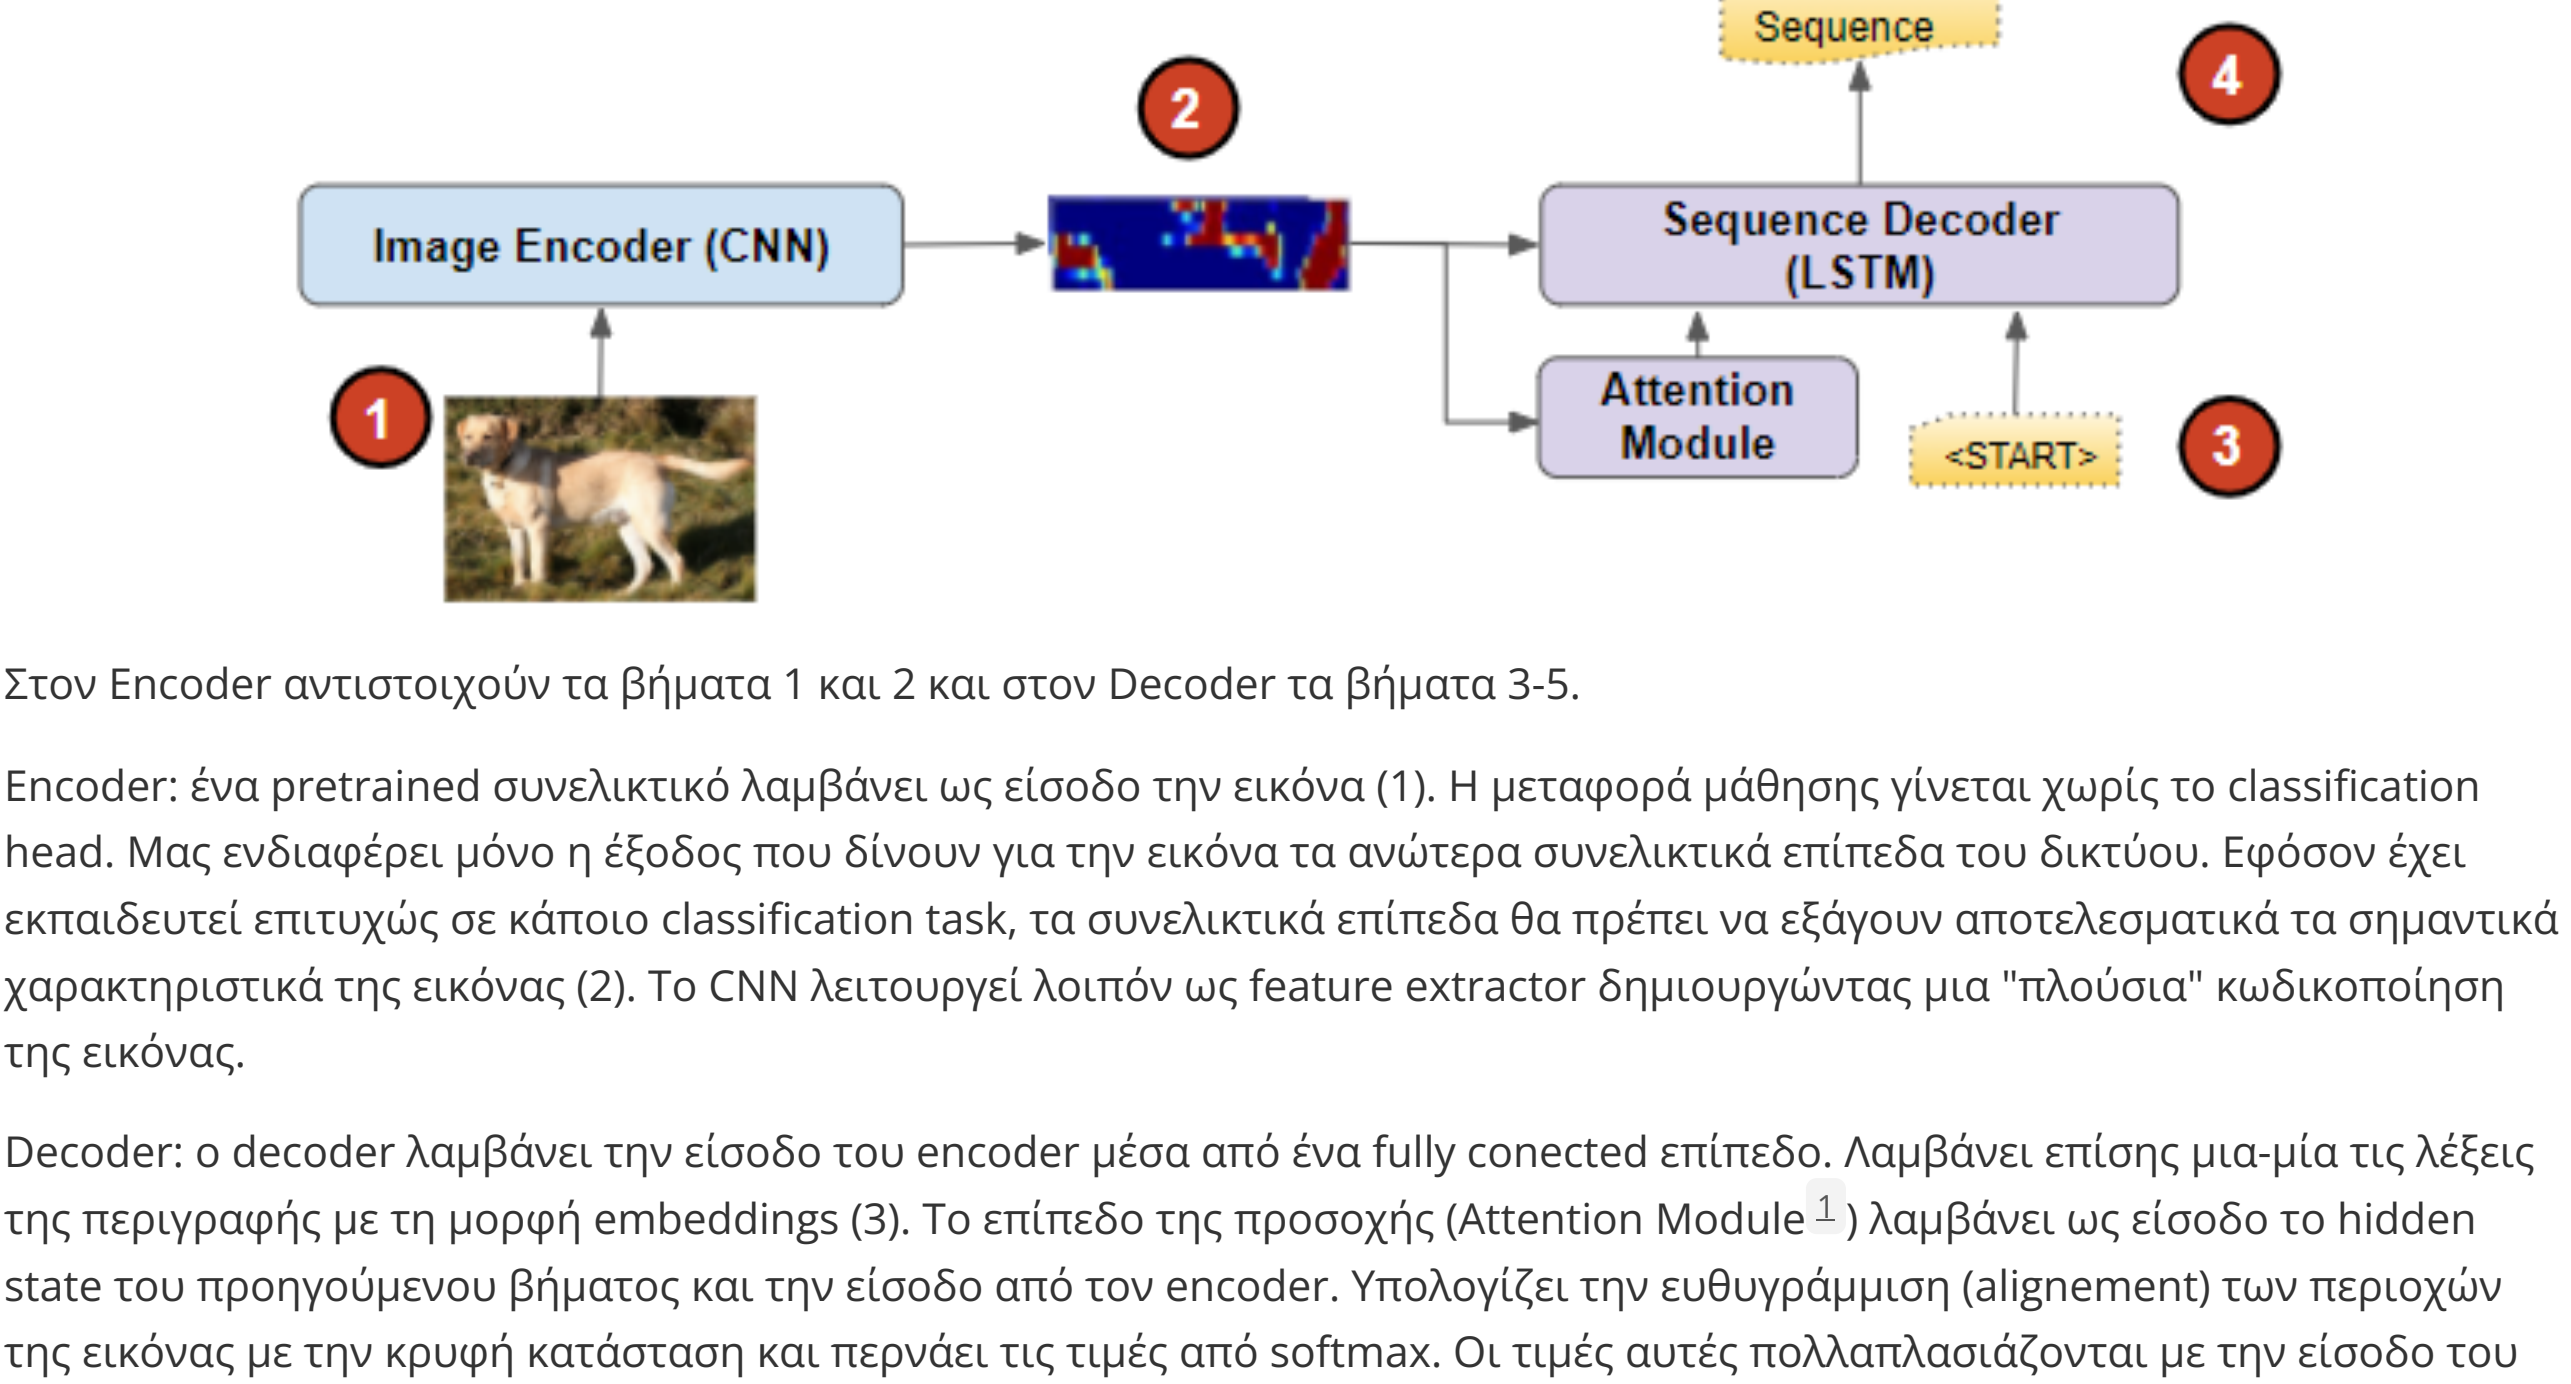 Sequence
4
2
Image Encoder (CNN)
Sequence Decoder
(LSTM)
1
Attention
Module
<START>
3
Στον Encoder αντιστοιχούν τα βήματα 1 και 2 και στον Decoder τα βήματα 3-5.
Encoder: ένα pretrained συνελικτικό λαμβάνει ως είσοδο την εικόνα (1). Η μεταφορά μάθησης γίνεται χωρίς το classification
head. Μας ενδιαφέρει μόνο η έξοδος που δίνουν για την εικόνα τα ανώτερα συνελικτικά επίπεδα του δικτύου. Εφόσον έχει
εκπαιδευτεί επιτυχώς σε κάποιο classification task, τα συνελικτικά επίπεδα θα πρέπει να εξάγουν αποτελεσματικά τα σημαντικά
χαρακτηριστικά της εικόνας (2). Το CNN λειτουργεί λοιπόν ως feature extractor δημιουργώντας μια "πλούσια" κωδικοποίηση
της εικόνας.
Decoder: ο decoder λαμβάνει την είσοδο του encoder μέσα από ένα fully conected επίπεδο. Λαμβάνει επίσης μια-μία τις λέξεις
της περιγραφής με τη μορφή embeddings (3). Το επίπεδο της προσοχής (Attention Module 1) λαμβάνει ως είσοδο το hidden
state του προηγούμενου βήματος και την είσοδο από τον encoder. Υπολογίζει την ευθυγράμμιση (alignement) των περιοχών
της εικόνας με την κρυφή κατάσταση και περνάει τις τιμές από softmax. Οι τιμές αυτές πολλαπλασιάζονται με την είσοδο του